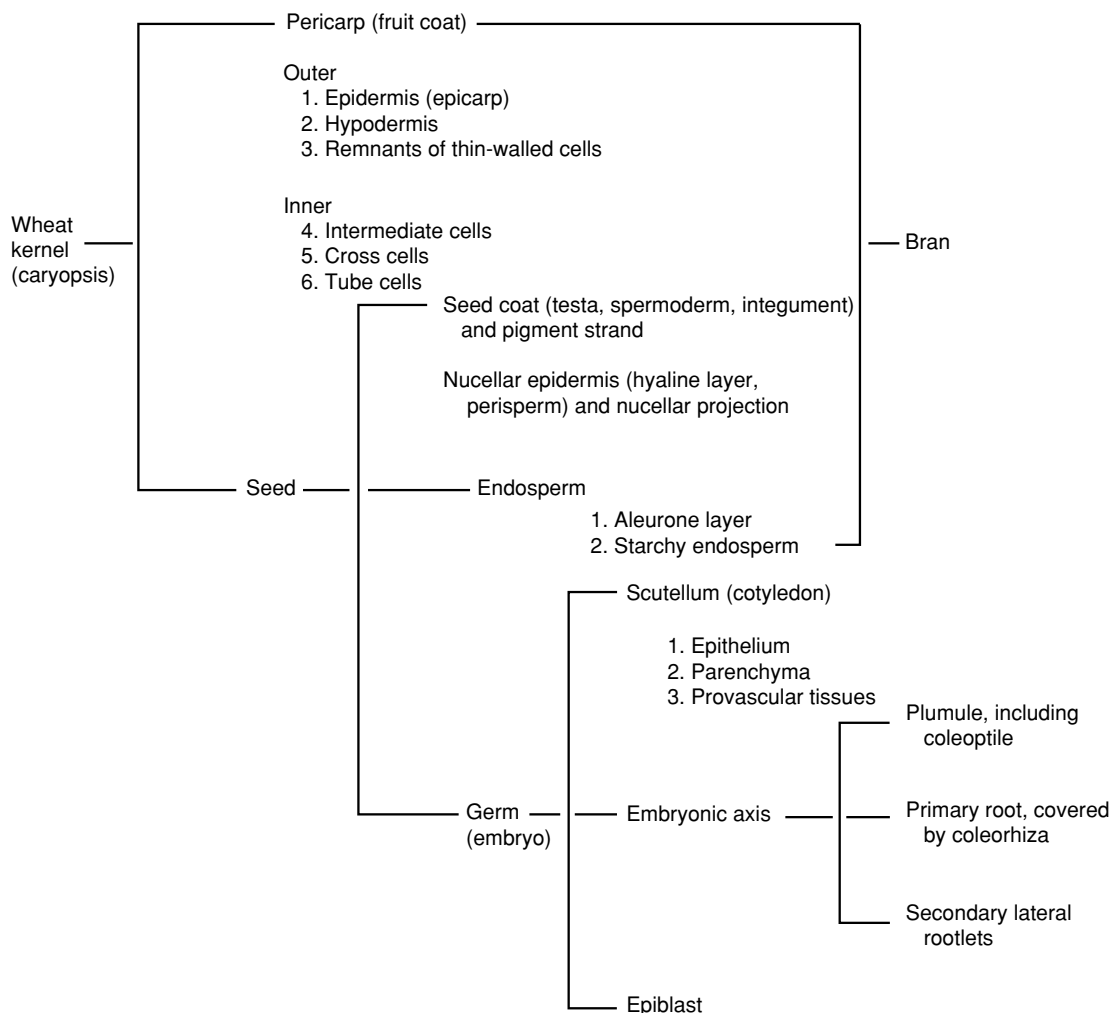 Pericarp (fruit coat)
Outer
1. Epidermis (epicarp)
2. Hypodermis
3. Remnants of thin-walled cells
Inner
4. Intermediate cells
5. Cross cells
6. Tube cells
Wheat
kernel
(caryopsis)
Bran
Seed coat (testa, spermoderm, integument)
and pigment strand
Nucellar epidermis (hyaline layer,
perisperm) and nucellar projection
Seed
Endosperm
1. Aleurone layer
2. Starchy endosperm
Scutellum (cotyledon)
1. Epithelium
2. Parenchyma
3. Provascular tissues
Germ
(embryo)
Embryonic axis
Plumule, including
coleoptile
Primary root, covered
by coleorhiza
Secondary lateral
rootlets
Epiblast